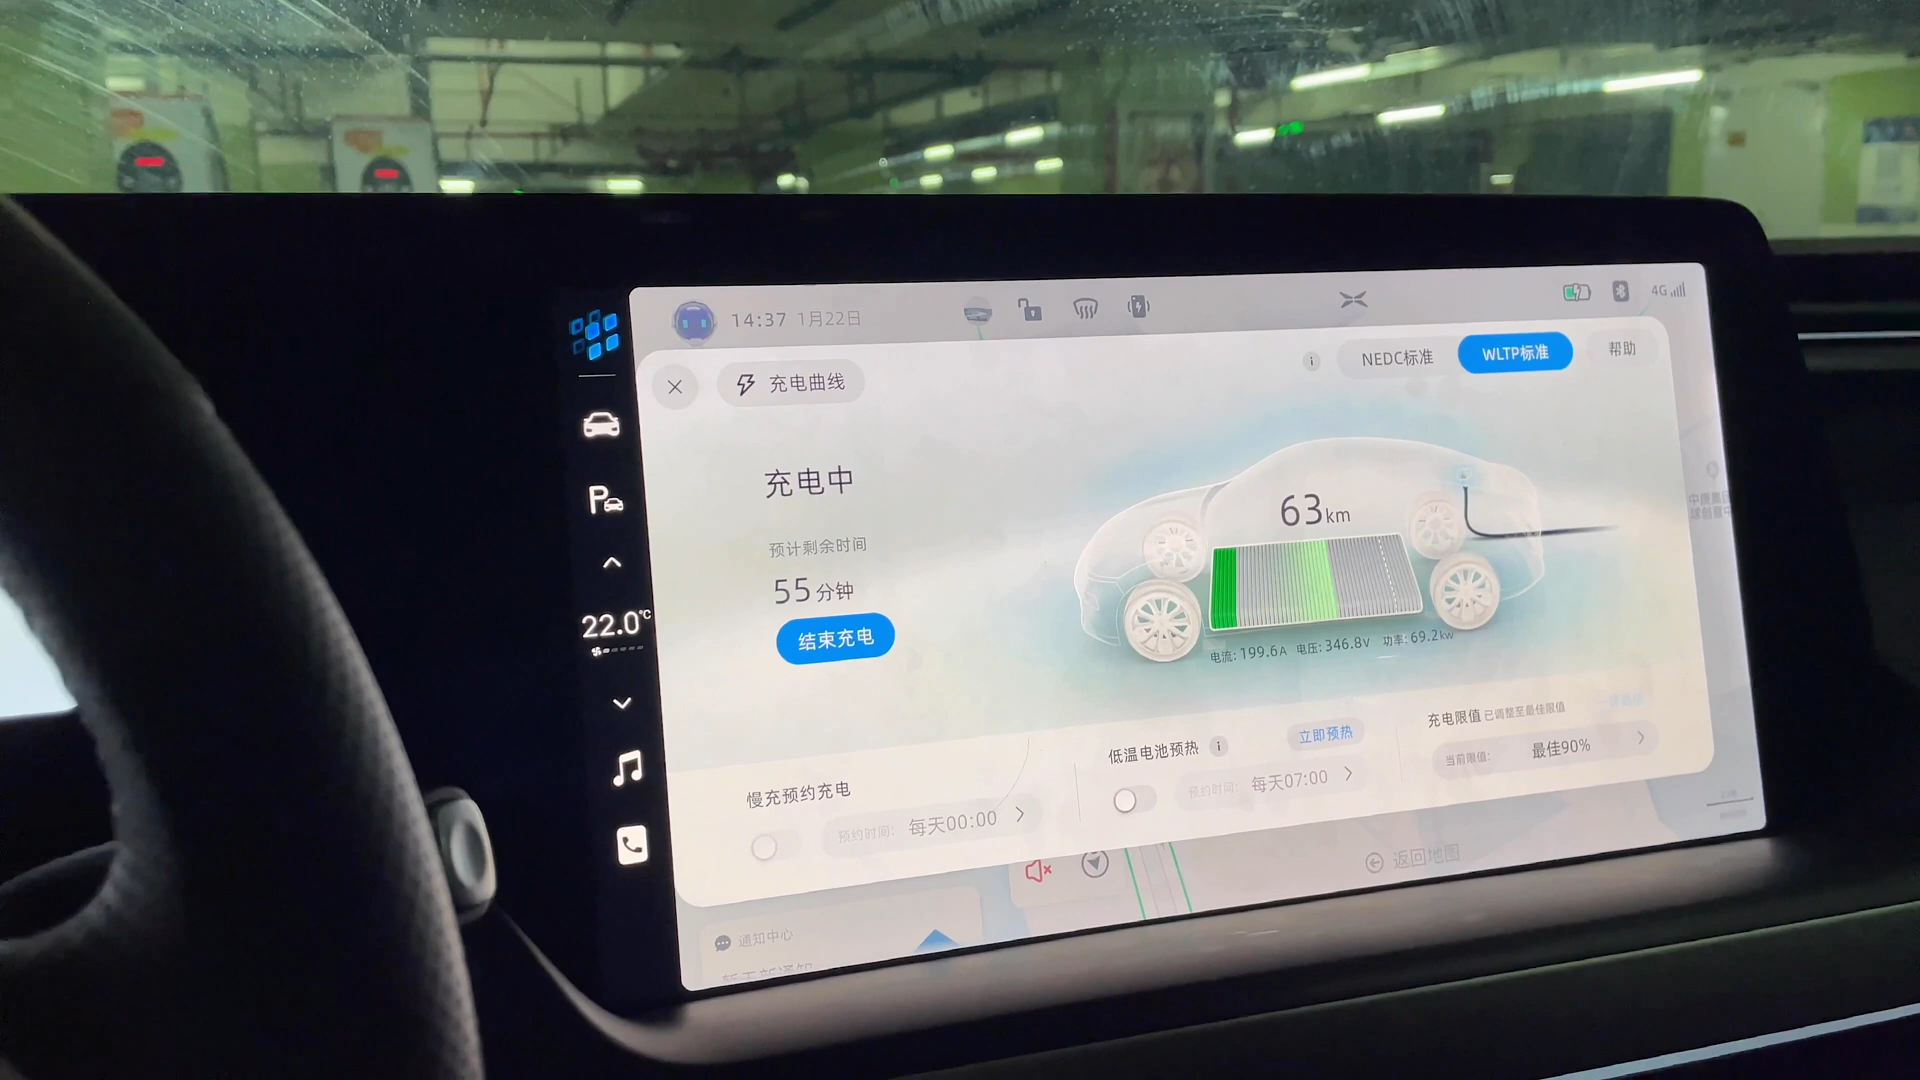 14:37 1月22日
4G
充电曲线
i NEDC标准 WLTP标准 帮助
充电中
预计剩余时间
55分钟
结束充电
63km
电流: 199.6A 电压: 346.8V 功率: 69.2kw
P
22.0℃
慢充预约充电
预约时间: 每天00:00
低温电池预热 i 立即预热
预约时间: 每天07:00
充电限值 已调整至最佳限值
当前限值: 最佳90%
返回地图
通知中心
暂无新通知